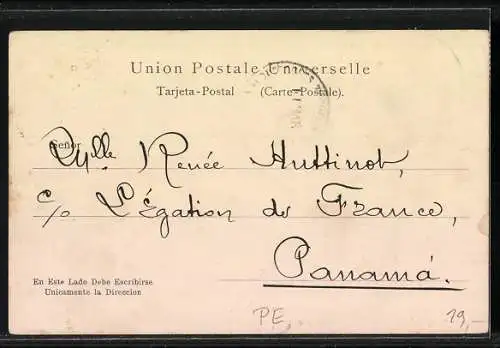 Union Postale Universelle
Tarjeta-Postal — (Carte-Postale).
Señor
Mlle Renée Huttinot,
c/o Légation de France,
Panamá.
En Este Lado Debe Escribirse
Unicamente la Direccion
PE, 19,-